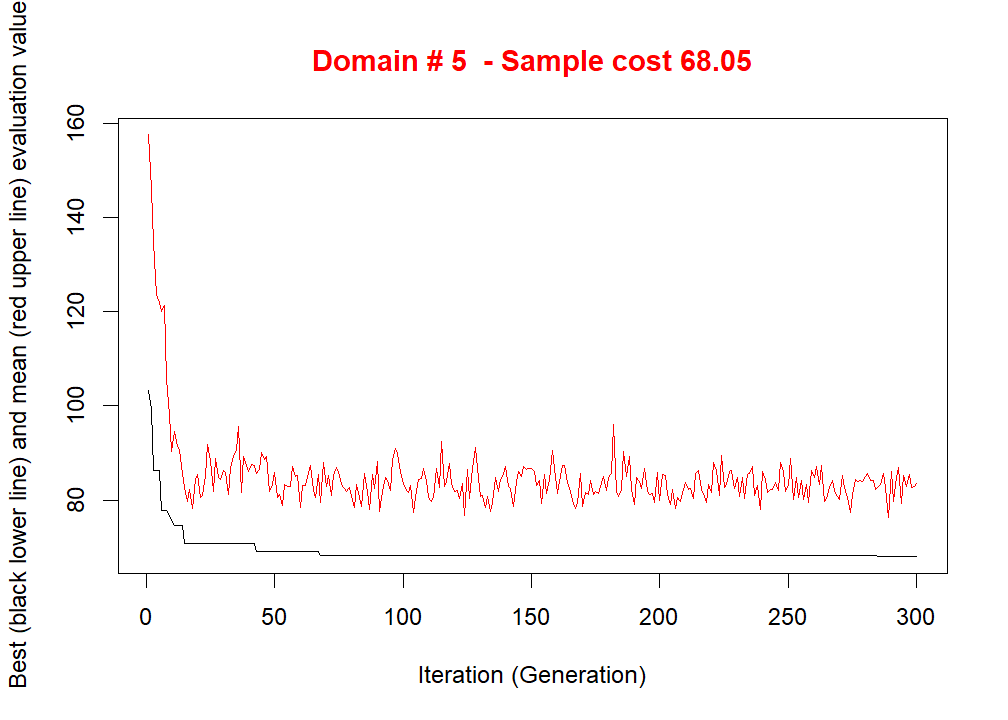 Domain # 5  - Sample cost 68.05
Best (black lower line) and mean (red upper line) evaluation value
160
140
120
100
80
0 50 100 150 200 250 300
Iteration (Generation)